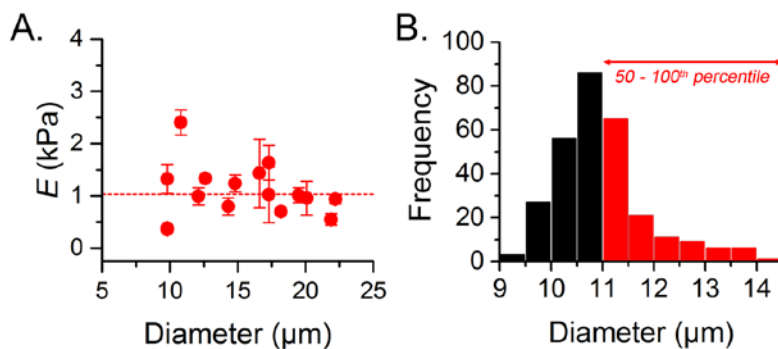 A.
4
3
2
1
0
E (kPa)
5 10 15 20 25
Diameter (µm)
B.
100
80
60
40
20
0
Frequency
50 - 100th percentile
9 10 11 12 13 14
Diameter (µm)